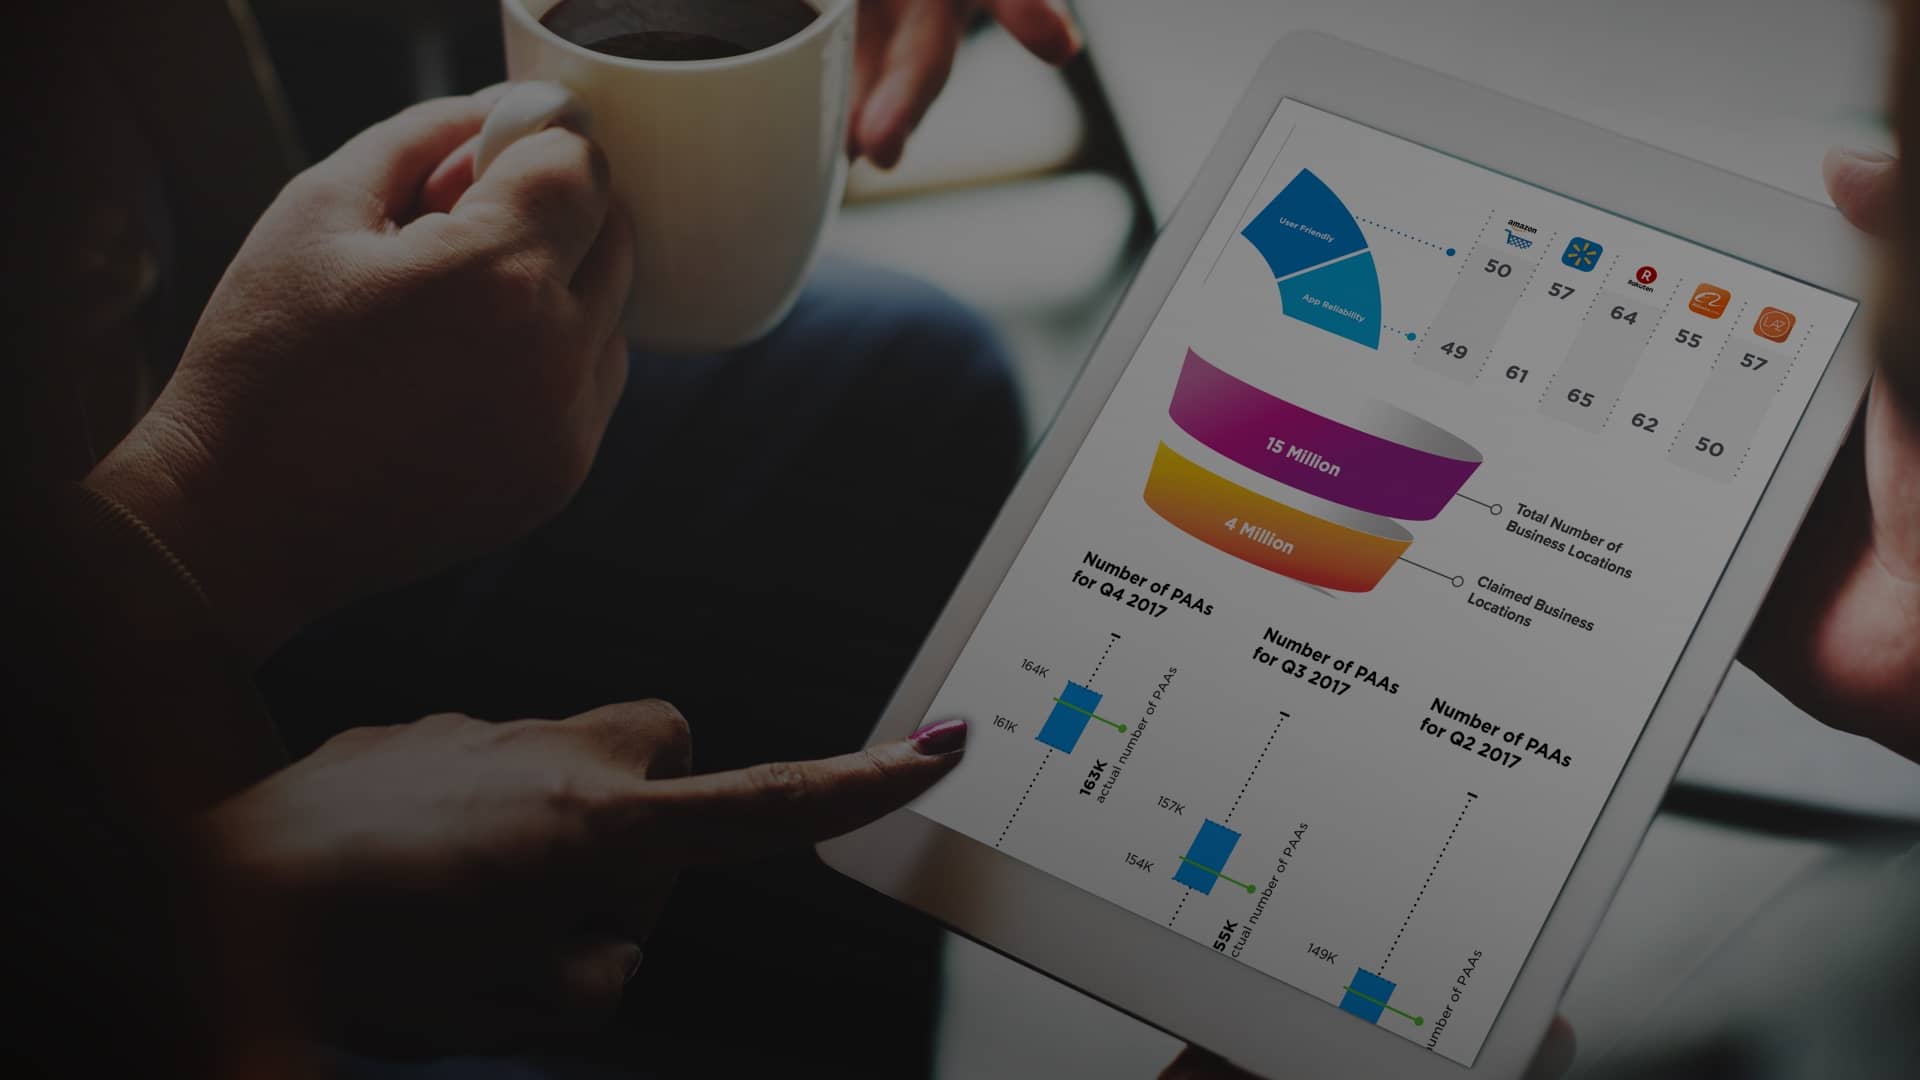 amazon
Rakuten
LAZ
User Friendly
50 57 64 55 57
App Reliability
49 61 65 62 50
15 Million
Total Number of
Business Locations
4 Million
Claimed Business
Locations
Number of PAAs
for Q4 2017
164K
161K
163K
actual number of PAAs
Number of PAAs
for Q3 2017
157K
154K
55K
ctual number of PAAs
Number of PAAs
for Q2 2017
149K
umber of PAAs